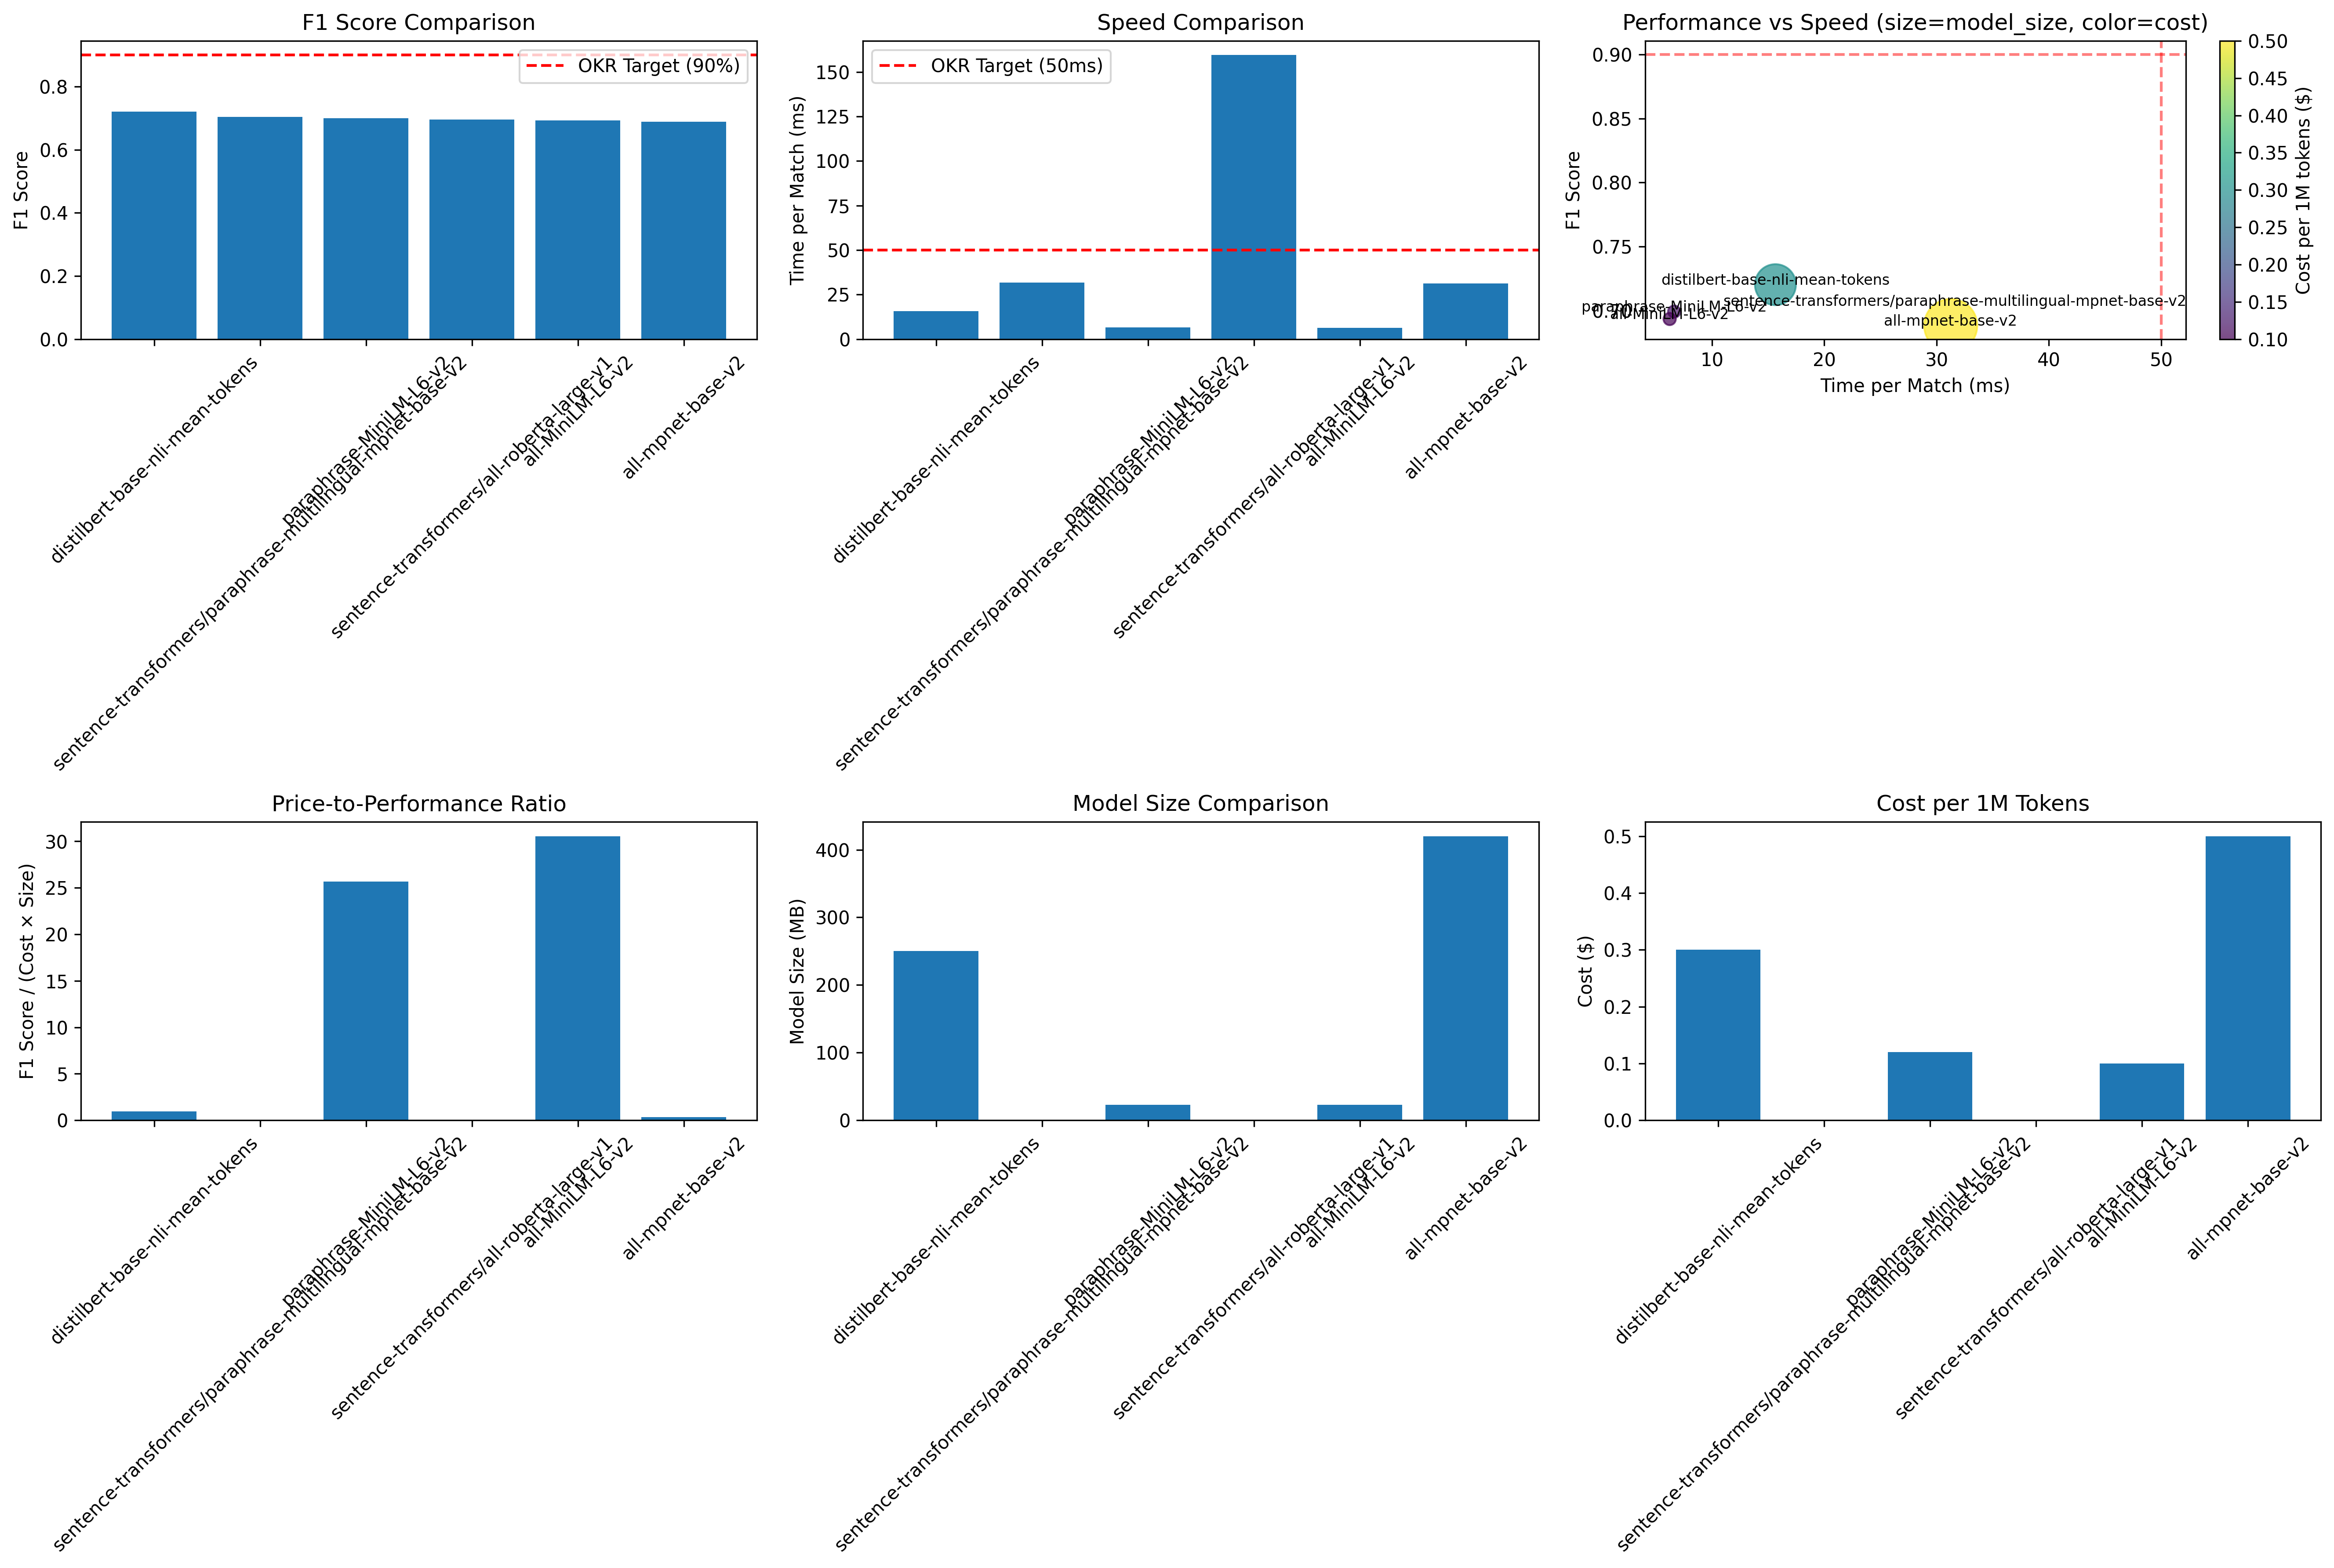 F1 Score Comparison
F1 Score
0.8
0.6
0.4
0.2
0.0
OKR Target (90%)
distilbert-base-nli-mean-tokens
sentence-transformers/paraphrase-multilingual-mpnet-base-v2
paraphrase-MiniLM-L6-v2
sentence-transformers/all-roberta-large-v1
all-MiniLM-L6-v2
all-mpnet-base-v2
Speed Comparison
Time per Match (ms)
150
125
100
75
50
25
0
OKR Target (50ms)
distilbert-base-nli-mean-tokens
sentence-transformers/paraphrase-multilingual-mpnet-base-v2
paraphrase-MiniLM-L6-v2
sentence-transformers/all-roberta-large-v1
all-MiniLM-L6-v2
all-mpnet-base-v2
Performance vs Speed (size=model_size, color=cost)
F1 Score
0.90
0.85
0.80
0.75
0.70
distilbert-base-nli-mean-tokens
sentence-transformers/paraphrase-multilingual-mpnet-base-v2
paraphrase-MiniLM-L6-v2
all-MiniLM-L6-v2
all-mpnet-base-v2
10 20 30 40 50
Time per Match (ms)
0.50
0.45
0.40
0.35
0.30
0.25
0.20
0.15
0.10
Cost per 1M tokens ($)
Price-to-Performance Ratio
F1 Score / (Cost × Size)
30
25
20
15
10
5
0
distilbert-base-nli-mean-tokens
sentence-transformers/paraphrase-multilingual-mpnet-base-v2
paraphrase-MiniLM-L6-v2
sentence-transformers/all-roberta-large-v1
all-MiniLM-L6-v2
all-mpnet-base-v2
Model Size Comparison
Model Size (MB)
400
300
200
100
0
distilbert-base-nli-mean-tokens
sentence-transformers/paraphrase-multilingual-mpnet-base-v2
paraphrase-MiniLM-L6-v2
sentence-transformers/all-roberta-large-v1
all-MiniLM-L6-v2
all-mpnet-base-v2
Cost per 1M Tokens
Cost ($)
0.5
0.4
0.3
0.2
0.1
0.0
distilbert-base-nli-mean-tokens
sentence-transformers/paraphrase-multilingual-mpnet-base-v2
paraphrase-MiniLM-L6-v2
sentence-transformers/all-roberta-large-v1
all-MiniLM-L6-v2
all-mpnet-base-v2